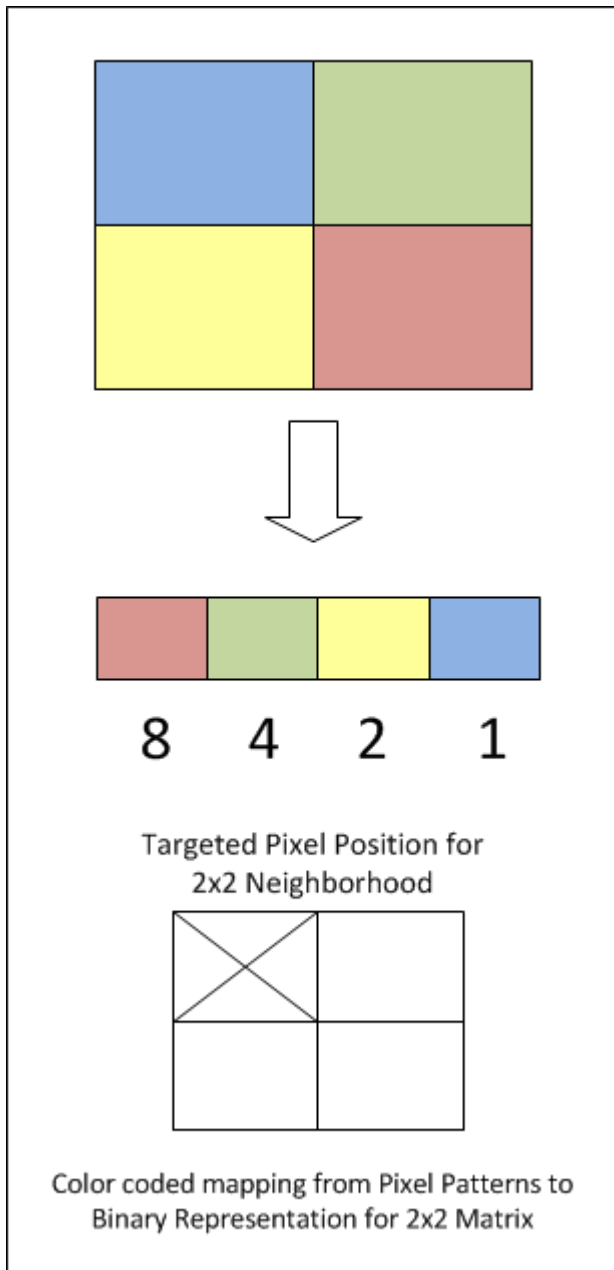 8 4 2 1
Targeted Pixel Position for
2x2 Neighborhood
Color coded mapping from Pixel Patterns to
Binary Representation for 2x2 Matrix